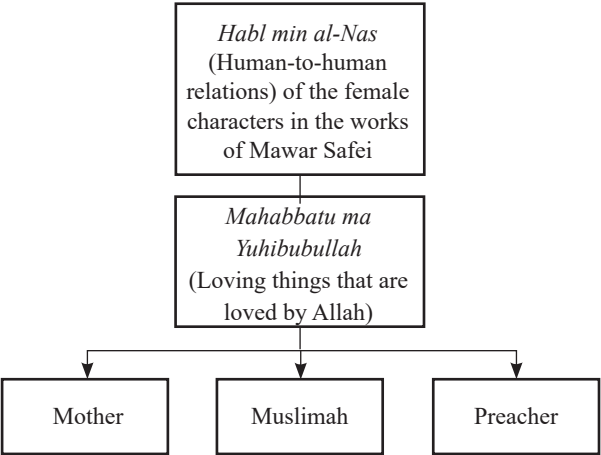 Habl min al-Nas
(Human-to-human
relations) of the female
characters in the works
of Mawar Safei
Mahabbatu ma
Yuhibubullah
(Loving things that are
loved by Allah)
Mother
Muslimah
Preacher